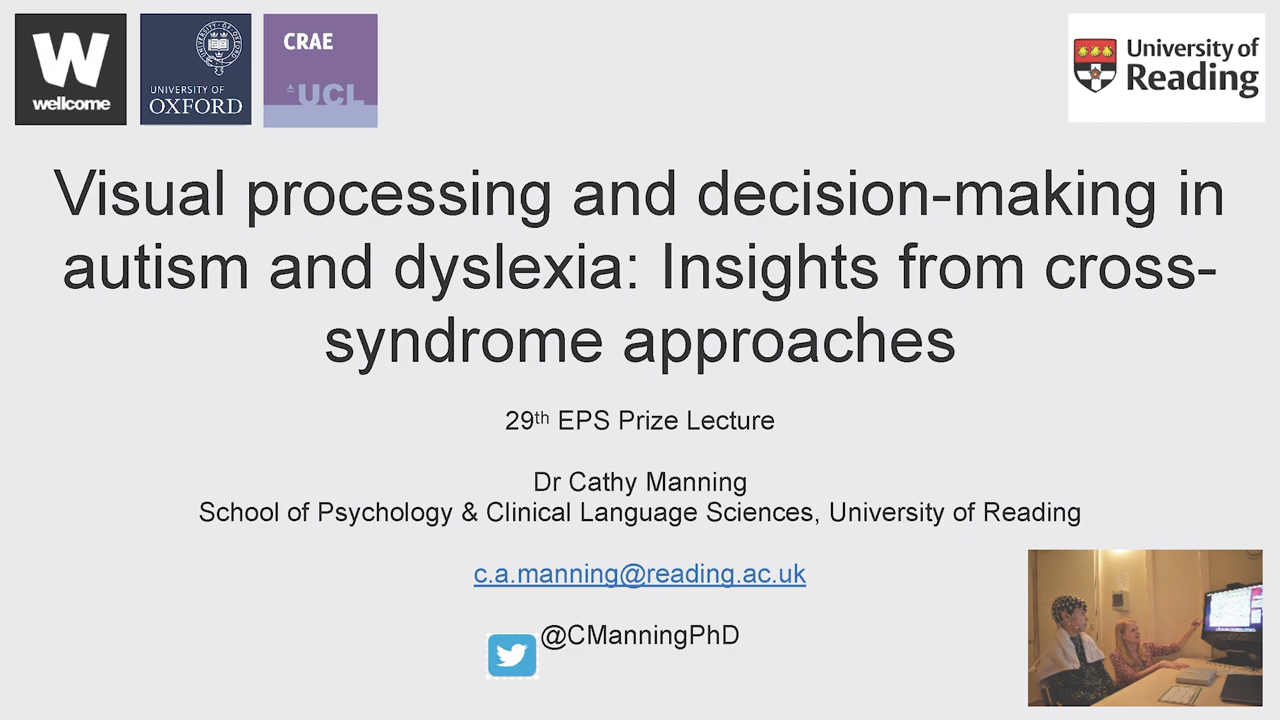 W
wellcome
UNIVERSITY OF
OXFORD
CRAE
UCL
University of
Reading
Visual processing and decision-making in
autism and dyslexia: Insights from cross-
syndrome approaches
29th EPS Prize Lecture
Dr Cathy Manning
School of Psychology & Clinical Language Sciences, University of Reading
c.a.manning@reading.ac.uk
@CManningPhD